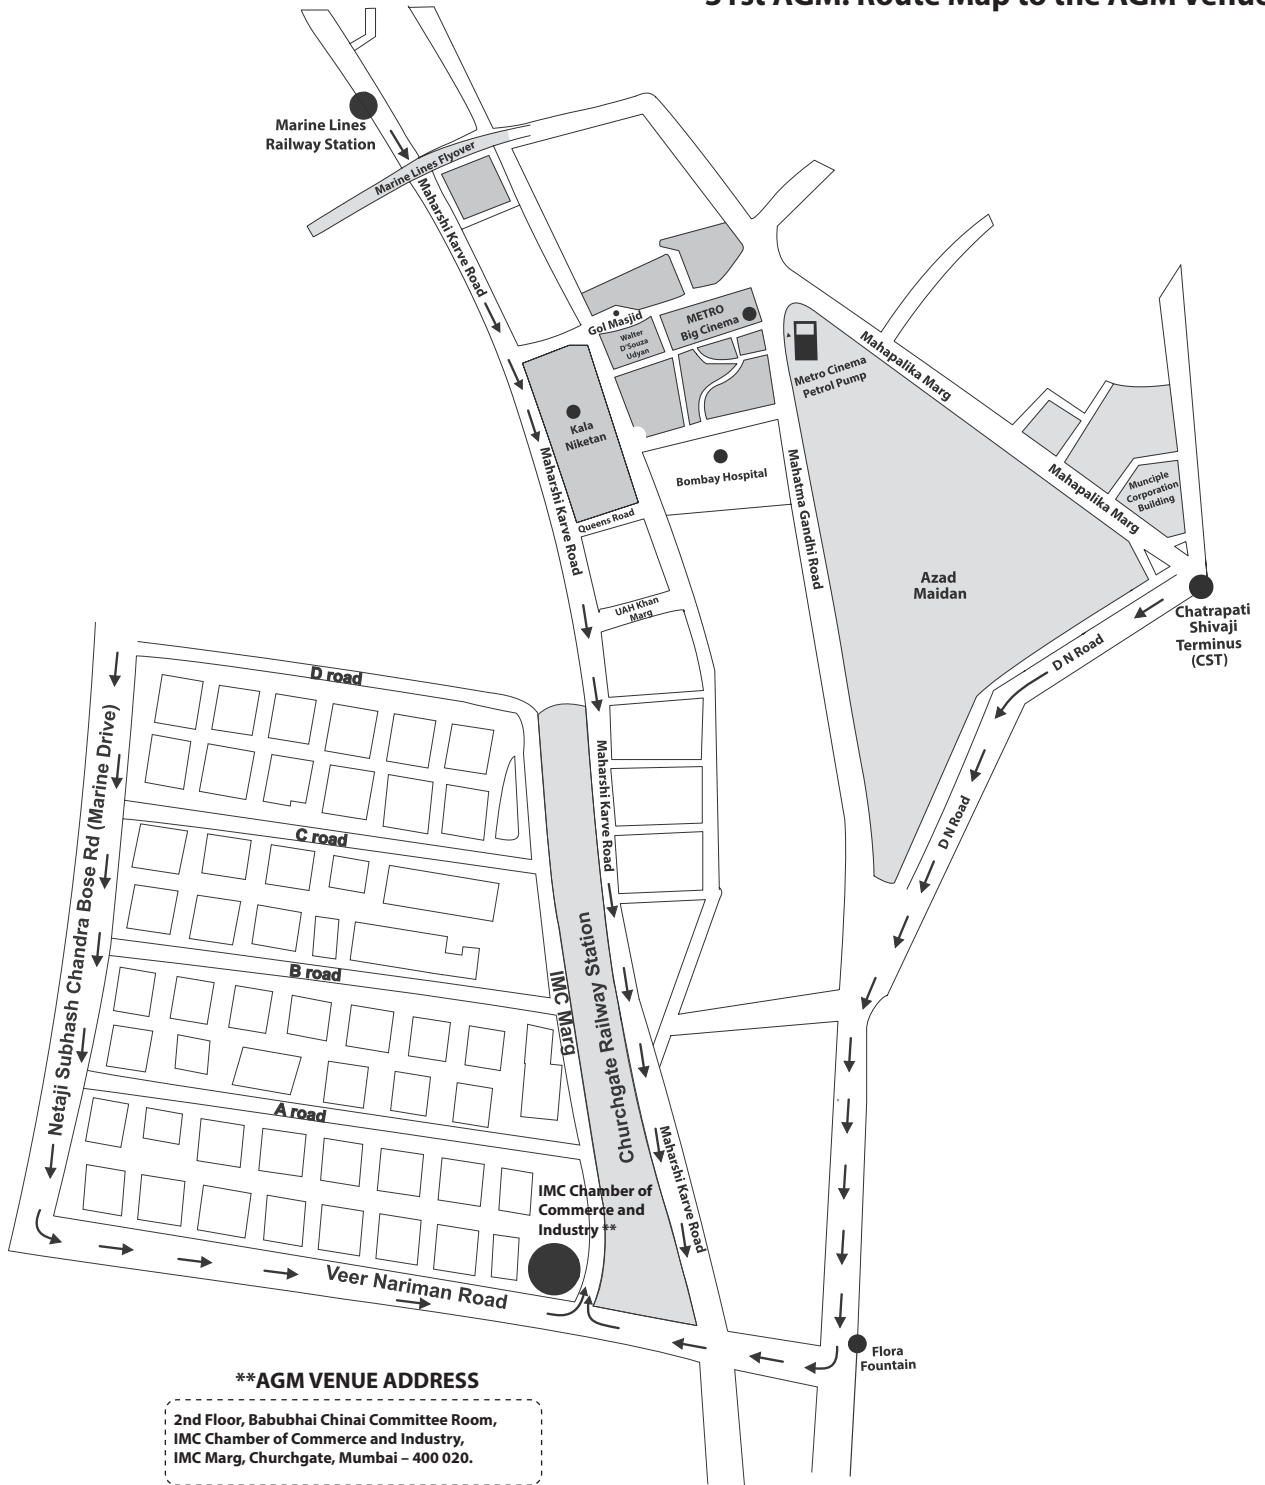 31st AGM: Route Map to the AGM Venue
Marine Lines
Railway Station
Marine Lines Flyover
Maharshi Karve Road
Gol Masjid
METRO
Big Cinema
Walter
D'Souza
Udyan
Metro Cinema
Petrol Pump
Mahapalika Marg
Kala
Niketan
Maharshi Karve Road
Bombay Hospital
Mahatma Gandhi Road
Mahapalika Marg
Munciple
Corporation
Building
Queens Road
Azad
Maidan
UAH Khan
Marg
Chatrapati
Shivaji
Terminus
(CST)
D N Road
D road
Netaji Subhash Chandra Bose Rd (Marine Drive)
Maharshi Karve Road
D N Road
C road
Churchgate Railway Station
B road
IMC Marg
A road
Maharshi Karve Road
IMC Chamber of
Commerce and
Industry **
Veer Nariman Road
Flora
Fountain
**AGM VENUE ADDRESS
2nd Floor, Babubhai Chinai Committee Room,
IMC Chamber of Commerce and Industry,
IMC Marg, Churchgate, Mumbai – 400 020.